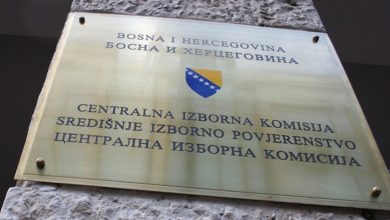 BOSNA I HERCEGOVINA
БОСНА И ХЕРЦЕГОВИНА
CENTRALNA IZBORNA KOMISIJA
SREDIŠNJE IZBORNO POVJERENSTVO
ЦЕНТРАЛНА ИЗБОРНА КОМИСИЈА